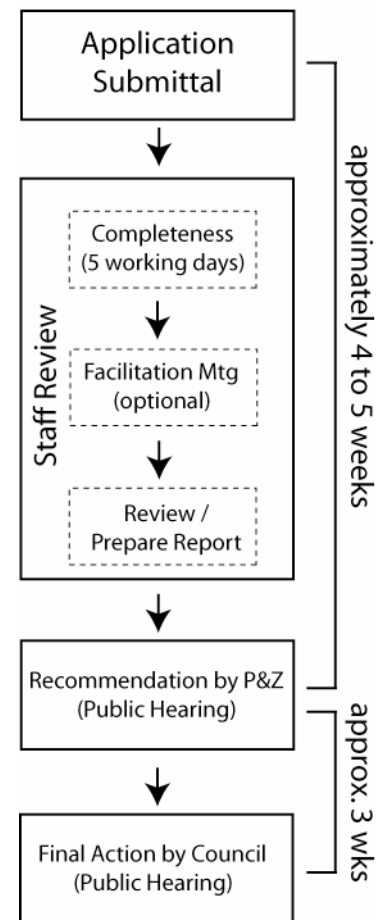 Application
Submittal
Staff Review
Completeness
(5 working days)
Facilitation Mtg
(optional)
Review /
Prepare Report
Recommendation by P&Z
(Public Hearing)
Final Action by Council
(Public Hearing)
approximately 4 to 5 weeks
approx. 3 wks